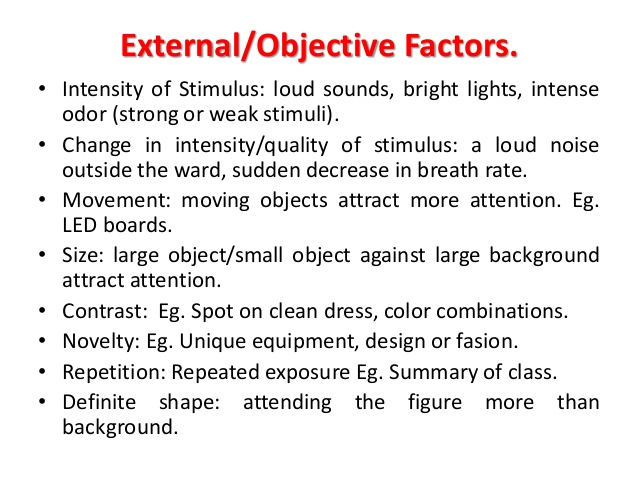 External/Objective Factors.
• Intensity of Stimulus: loud sounds, bright lights, intense
odor (strong or weak stimuli).
• Change in intensity/quality of stimulus: a loud noise
outside the ward, sudden decrease in breath rate.
• Movement: moving objects attract more attention. Eg.
LED boards.
• Size: large object/small object against large background
attract attention.
• Contrast: Eg. Spot on clean dress, color combinations.
• Novelty: Eg. Unique equipment, design or fasion.
• Repetition: Repeated exposure Eg. Summary of class.
• Definite shape: attending the figure more than
background.